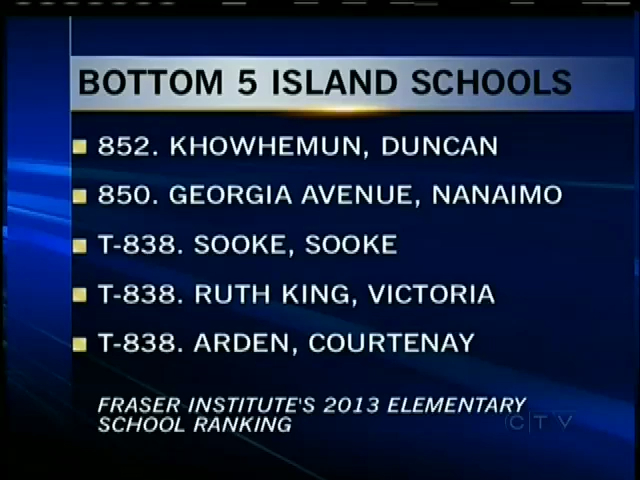 BOTTOM 5 ISLAND SCHOOLS
852. KHOWHEMUN, DUNCAN
850. GEORGIA AVENUE, NANAIMO
T-838. SOOKE, SOOKE
T-838. RUTH KING, VICTORIA
T-838. ARDEN, COURTENAY
FRASER INSTITUTE'S 2013 ELEMENTARY
SCHOOL RANKING
CTV